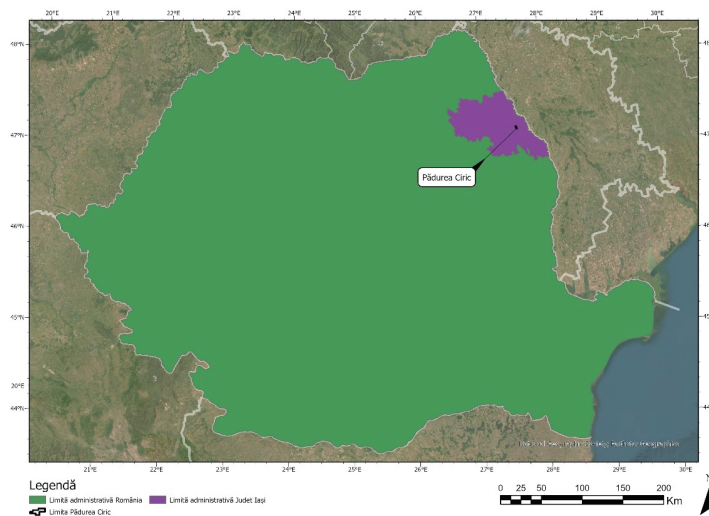 20°E 21°E 22°E 23°E 24°E 25°E 26°E 27°E 28°E 29°E 30°E
48°N
47°N
Pădurea Ciric
46°N
45°N
20°E
44°N
21°E 22°E 23°E 24°E 25°E 26°E 27°E 28°E 29°E 30°E
Legendă
Limită administrativă România Limită administrativă Judet Iași
Limita Pădurea Ciric
0 25 50 100 150 200
Km